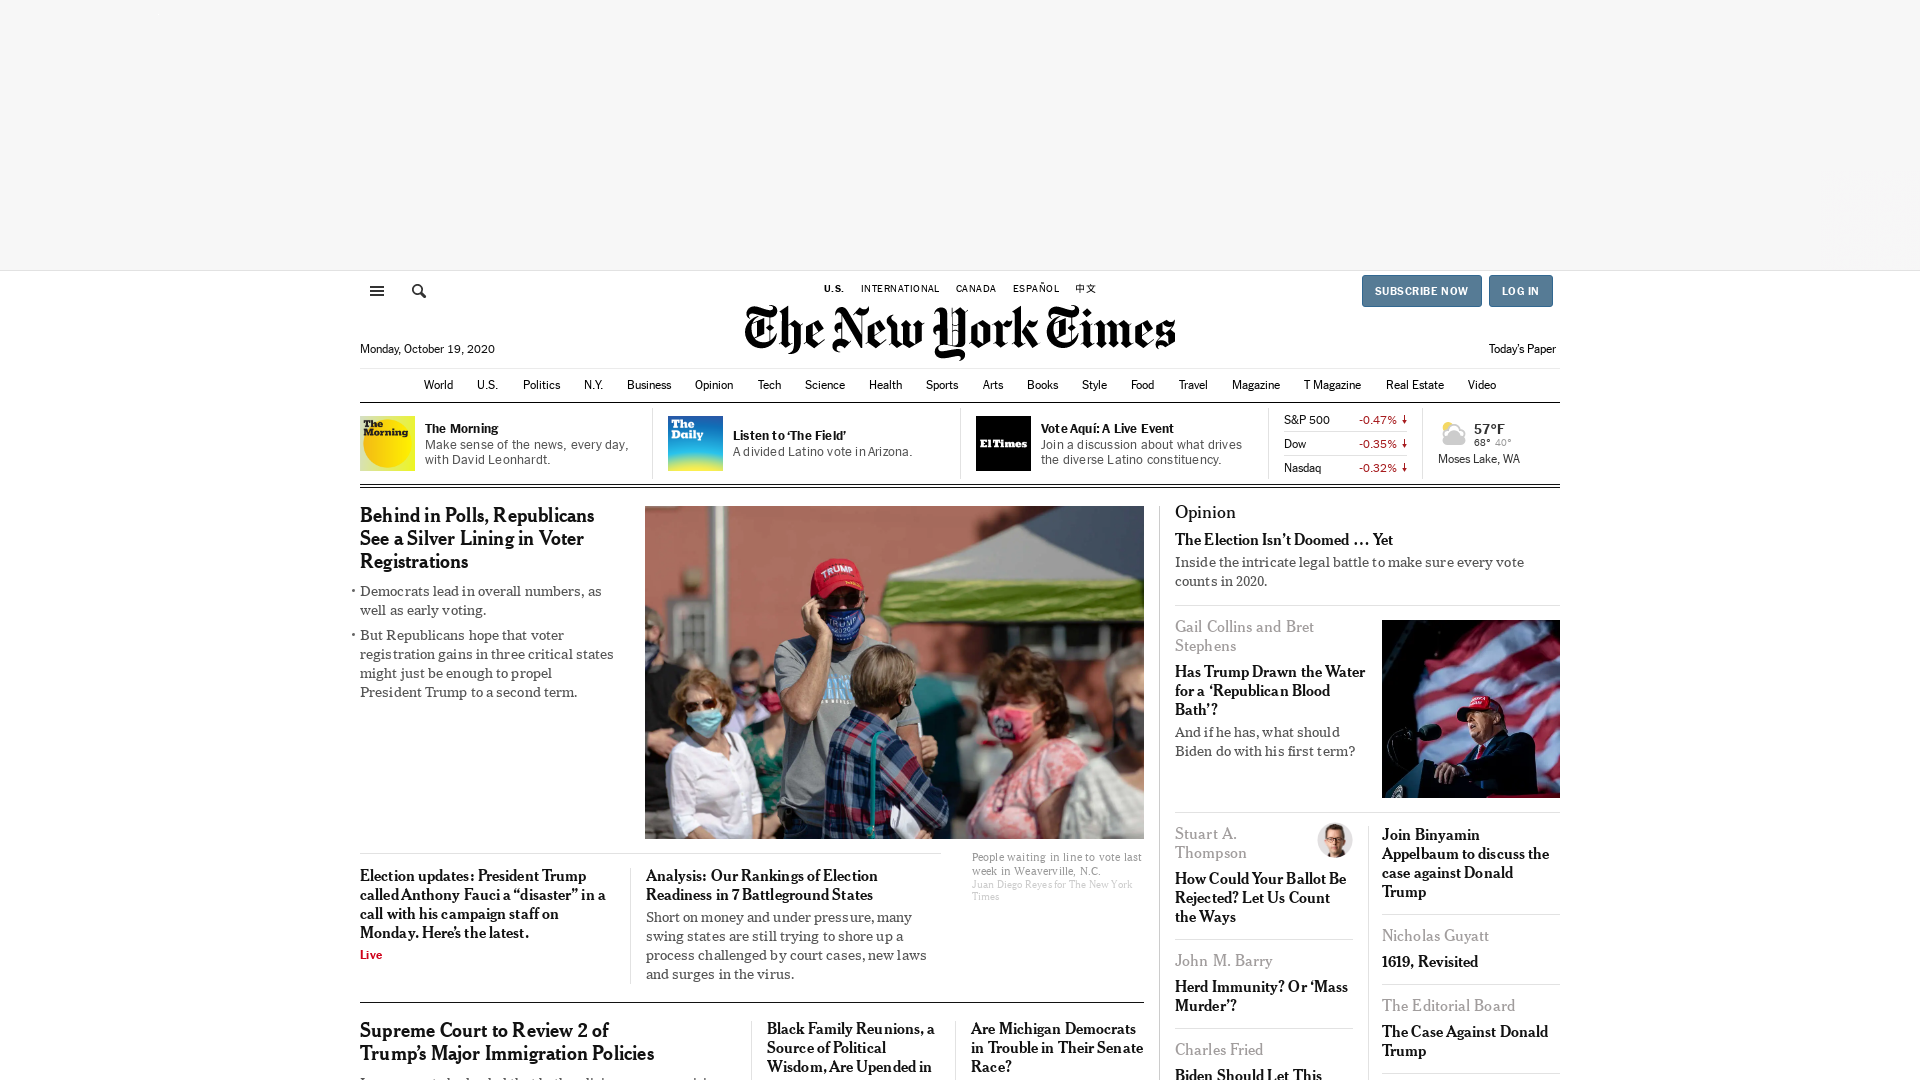 U.S. INTERNATIONAL CANADA ESPAÑOL 中文
SUBSCRIBE NOW
LOG IN
The New York Times
Monday, October 19, 2020
Today’s Paper
World U.S. Politics N.Y. Business Opinion Tech Science Health Sports Arts Books Style Food Travel Magazine T Magazine Real Estate Video
The
Morning
The Morning
Make sense of the news, every day,
with David Leonhardt.
The
Daily
Listen to ‘The Field’
A divided Latino vote in Arizona.
El Times
Vote Aquí: A Live Event
Join a discussion about what drives
the diverse Latino constituency.
S&P 500 -0.47%
Dow -0.35%
Nasdaq -0.32%
57°F
68° 40°
Moses Lake, WA
Behind in Polls, Republicans
See a Silver Lining in Voter
Registrations
• Democrats lead in overall numbers, as
well as early voting.
• But Republicans hope that voter
registration gains in three critical states
might just be enough to propel
President Trump to a second term.
TRUMP
TRUMP
2020
People waiting in line to vote last
week in Weaverville, N.C.
Juan Diego Reyes for The New York
Times
Election updates: President Trump
called Anthony Fauci a “disaster” in a
call with his campaign staff on
Monday. Here’s the latest.
Live
Analysis: Our Rankings of Election
Readiness in 7 Battleground States
Short on money and under pressure, many
swing states are still trying to shore up a
process challenged by court cases, new laws
and surges in the virus.
Supreme Court to Review 2 of
Trump’s Major Immigration Policies
Black Family Reunions, a
Source of Political
Wisdom, Are Upended in
Are Michigan Democrats
in Trouble in Their Senate
Race?
Opinion
The Election Isn’t Doomed … Yet
Inside the intricate legal battle to make sure every vote
counts in 2020.
Gail Collins and Bret
Stephens
Has Trump Drawn the Water
for a ‘Republican Blood
Bath’?
And if he has, what should
Biden do with his first term?
Stuart A.
Thompson
How Could Your Ballot Be
Rejected? Let Us Count
the Ways
John M. Barry
Herd Immunity? Or ‘Mass
Murder’?
Charles Fried
Biden Should Let This
Join Binyamin
Appelbaum to discuss the
case against Donald
Trump
Nicholas Guyatt
1619, Revisited
The Editorial Board
The Case Against Donald
Trump